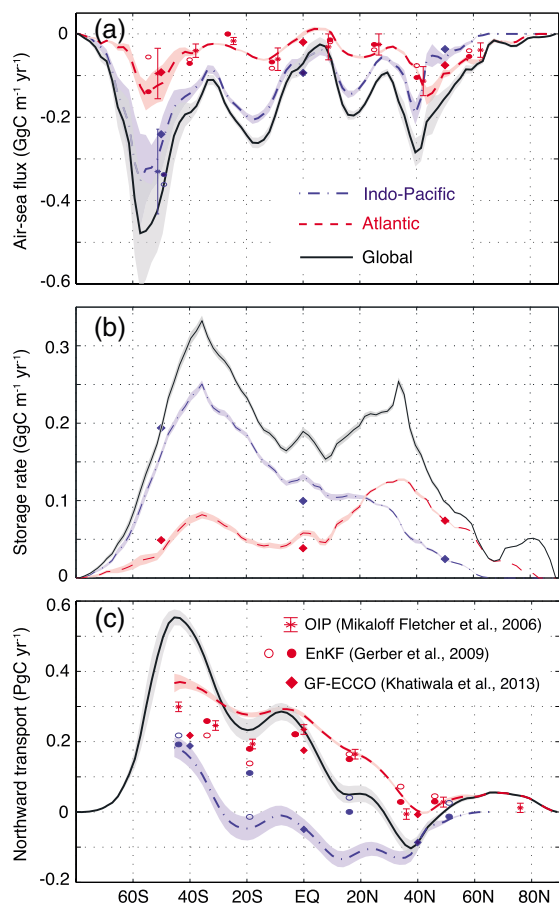 (a)
0
-0.2
-0.4
-0.6
Air-sea flux (GgC m⁻¹ yr⁻¹)
Indo-Pacific
Atlantic
Global
(b)
0.3
0.2
0.1
0
Storage rate (GgC m⁻¹ yr⁻¹)
(c)
0.6
0.4
0.2
0
-0.2
Northward transport (PgC yr⁻¹)
OIP (Mikaloff Fletcher et al., 2006)
EnKF (Gerber et al., 2009)
GF-ECCO (Khatiwala et al., 2013)
60S 40S 20S EQ 20N 40N 60N 80N